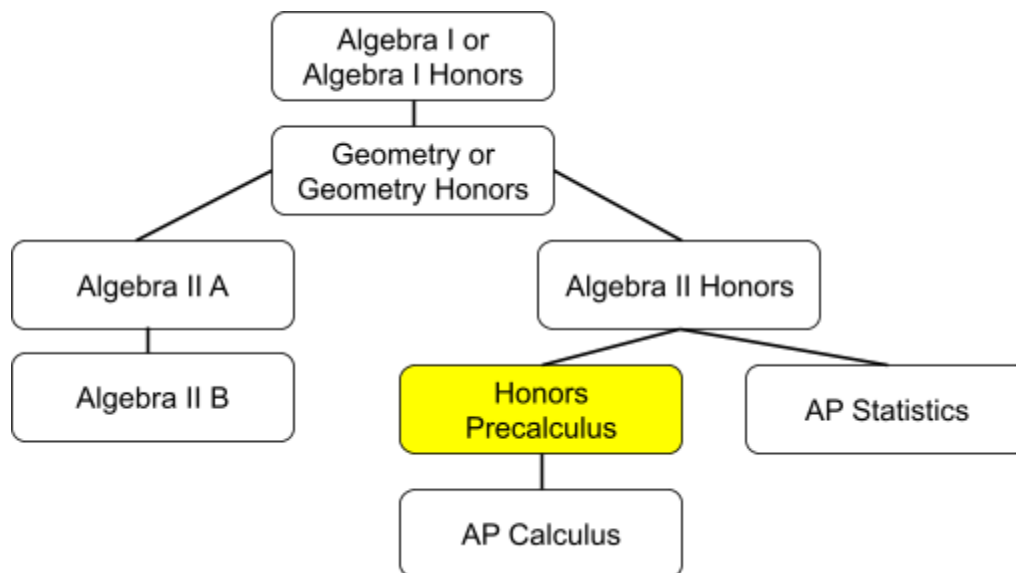 Algebra I or
Algebra I Honors
Geometry or
Geometry Honors
Algebra II A
Algebra II Honors
Algebra II B
Honors
Precalculus
AP Statistics
AP Calculus